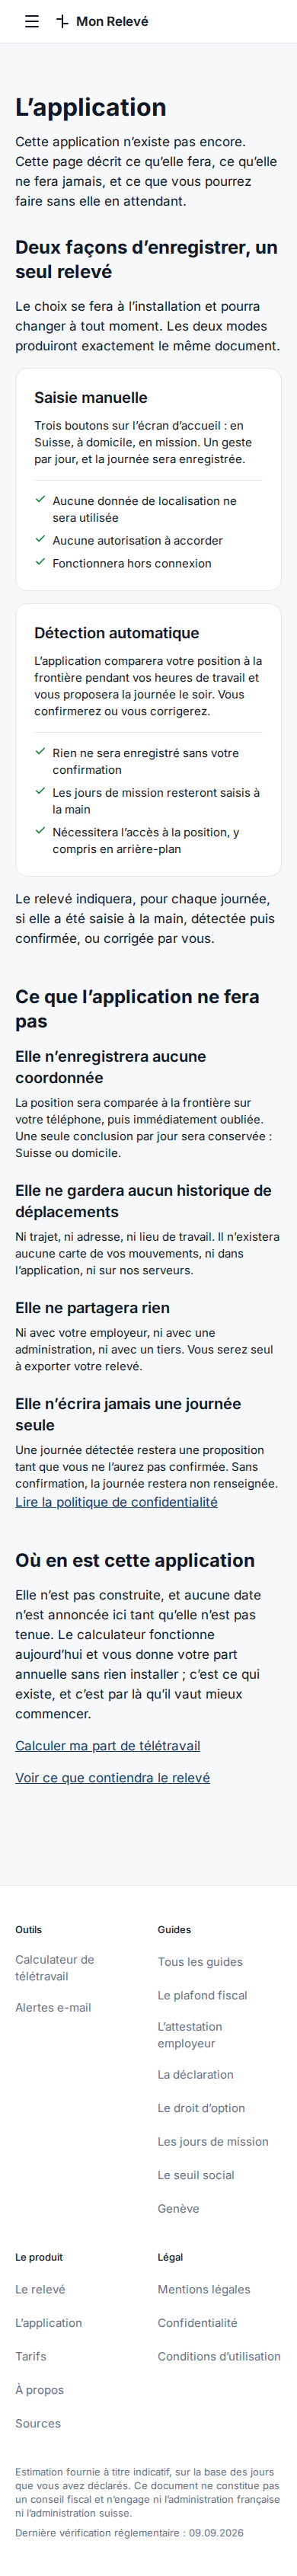 Mon Relevé
L’application
Cette application n’existe pas encore.
Cette page décrit ce qu’elle fera, ce qu’elle
ne fera jamais, et ce que vous pourrez
faire sans elle en attendant.
Deux façons d’enregistrer, un
seul relevé
Le choix se fera à l’installation et pourra
changer à tout moment. Les deux modes
produiront exactement le même document.
Saisie manuelle
Trois boutons sur l’écran d’accueil : en
Suisse, à domicile, en mission. Un geste
par jour, et la journée sera enregistrée.
Aucune donnée de localisation ne
sera utilisée
Aucune autorisation à accorder
Fonctionnera hors connexion
Détection automatique
L’application comparera votre position à la
frontière pendant vos heures de travail et
vous proposera la journée le soir. Vous
confirmerez ou vous corrigerez.
Rien ne sera enregistré sans votre
confirmation
Les jours de mission resteront saisis à
la main
Nécessitera l’accès à la position, y
compris en arrière-plan
Le relevé indiquera, pour chaque journée,
si elle a été saisie à la main, détectée puis
confirmée, ou corrigée par vous.
Ce que l’application ne fera
pas
Elle n’enregistrera aucune
coordonnée
La position sera comparée à la frontière sur
votre téléphone, puis immédiatement oubliée.
Une seule conclusion par jour sera conservée :
Suisse ou domicile.
Elle ne gardera aucun historique de
déplacements
Ni trajet, ni adresse, ni lieu de travail. Il n’existera
aucune carte de vos mouvements, ni dans
l’application, ni sur nos serveurs.
Elle ne partagera rien
Ni avec votre employeur, ni avec une
administration, ni avec un tiers. Vous serez seul
à exporter votre relevé.
Elle n’écrira jamais une journée
seule
Une journée détectée restera une proposition
tant que vous ne l’aurez pas confirmée. Sans
confirmation, la journée restera non renseignée.
Lire la politique de confidentialité
Où en est cette application
Elle n’est pas construite, et aucune date
n’est annoncée ici tant qu’elle n’est pas
tenue. Le calculateur fonctionne
aujourd’hui et vous donne votre part
annuelle sans rien installer ; c’est ce qui
existe, et c’est par là qu’il vaut mieux
commencer.
Calculer ma part de télétravail
Voir ce que contiendra le relevé
Outils
Calculateur de
télétravail
Alertes e-mail
Guides
Tous les guides
Le plafond fiscal
L’attestation
employeur
La déclaration
Le droit d’option
Les jours de mission
Le seuil social
Genève
Le produit
Le relevé
L’application
Tarifs
À propos
Sources
Légal
Mentions légales
Confidentialité
Conditions d’utilisation
Estimation fournie à titre indicatif, sur la base des jours
que vous avez déclarés. Ce document ne constitue pas
un conseil fiscal et n’engage ni l’administration française
ni l’administration suisse.
Dernière vérification réglementaire : 09.09.2026